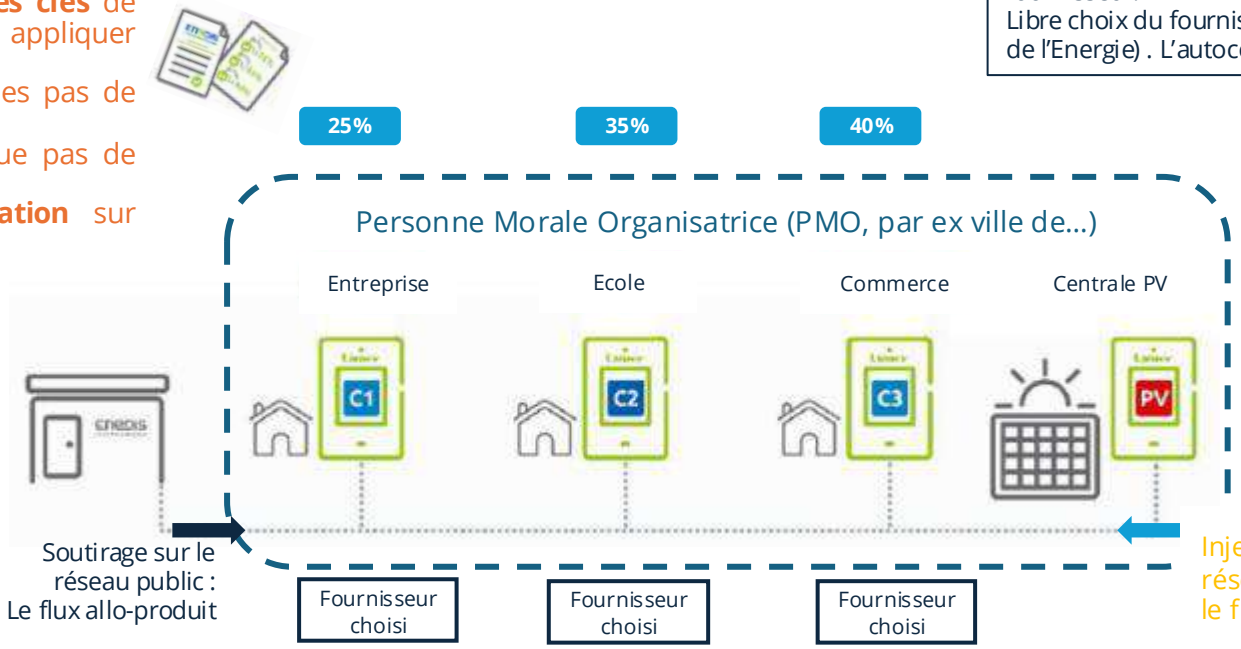 es clés de
appliquer
es pas de
ue pas de
ation sur
Libre choix du fournis
de l'Energie) . L'autoc
25%
35%
40%
Personne Morale Organisatrice (PMO, par ex ville de...)
Entreprise
Ecole
Commerce
Centrale PV
C1
C2
C3
PV
enedis
Soutirage sur le
réseau public :
Le flux allo-produit
Inje
rés
le f
Fournisseur
choisi
Fournisseur
choisi
Fournisseur
choisi